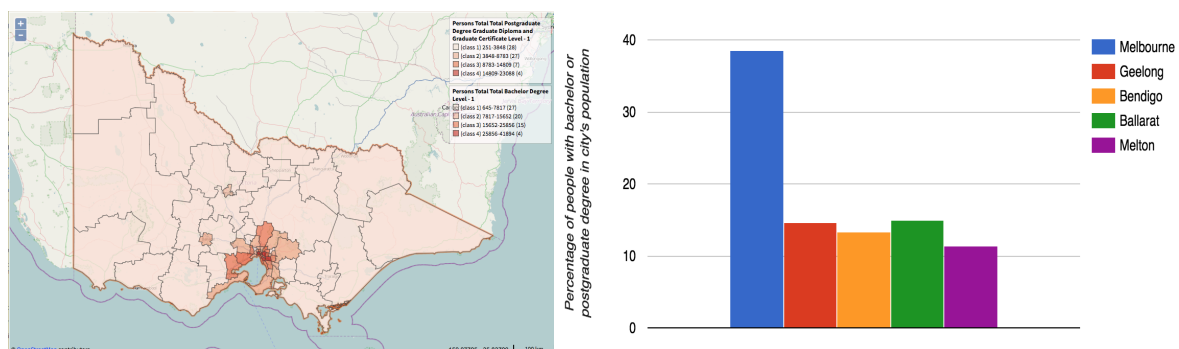 +
−
Persons Total Total Postgraduate
Degree Graduate Diploma and
Graduate Certificate Level - 1
(class 1) 251-3848 (28)
(class 2) 3848-8783 (27)
(class 3) 8783-14809 (7)
(class 4) 14809-23088 (4)
Persons Total Total Bachelor Degree
Level - 1
(class 1) 645-7817 (27)
(class 2) 7817-15652 (20)
(class 3) 15652-25856 (15)
(class 4) 25856-41894 (4)
100 km
Percentage of people with bachelor or
postgraduate degree in city's population
40
30
20
10
0
Melbourne
Geelong
Bendigo
Ballarat
Melton